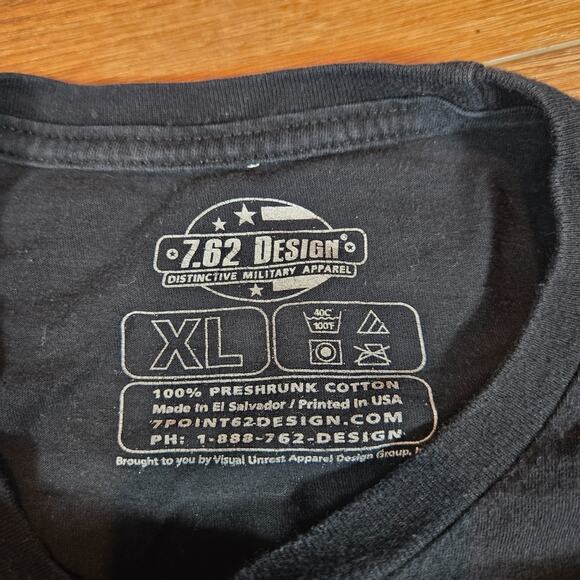 7.62 DESIGN®
DISTINCTIVE MILITARY APPAREL
XL
40C
100°F
100% PRESHRUNK COTTON
Made in El Salvador / Printed in USA
7POINT62DESIGN.COM
PH: 1-888-762-DESIGN
Brought to you by Visual Unrest Apparel Design Group,